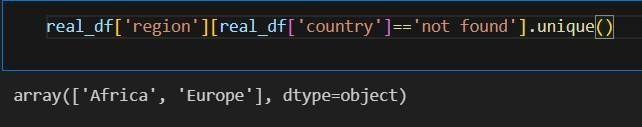 real_df['region'][real_df['country']=='not found'].unique()
array(['Africa', 'Europe'], dtype=object)